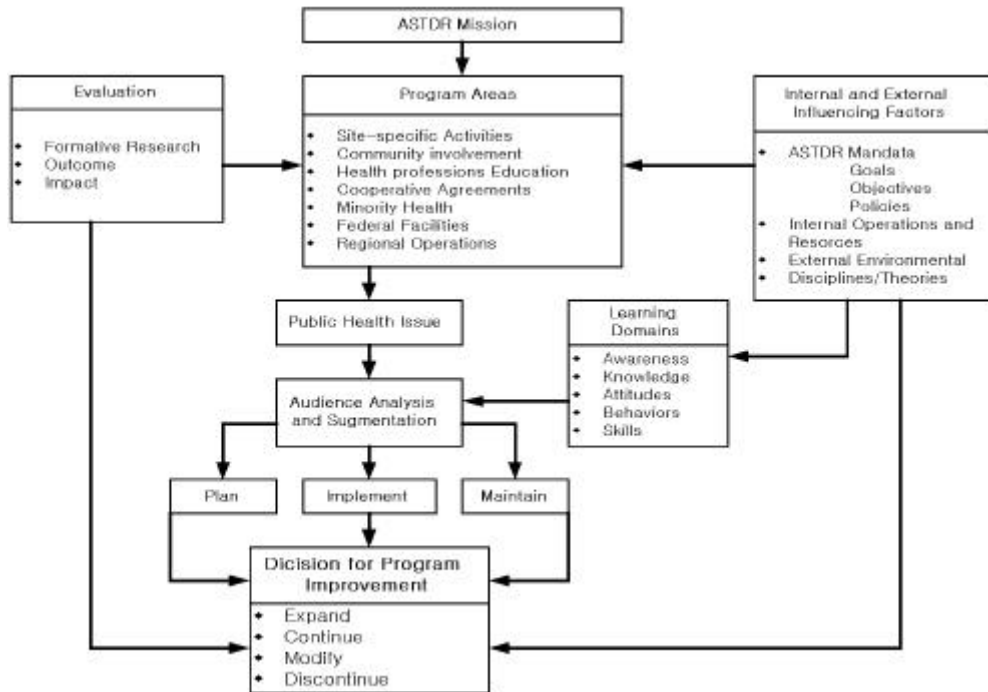 ASTDR Mission
Evaluation
• Formative Research
• Outcome
• Impact
Program Areas
• Site-specific Activities
• Community involvement
• Health professions Education
• Cooperative Agreements
• Minority Health
• Federal Facilities
• Regional Operations
Internal and External
Influencing Factors
• ASTDR Mandata
Goals
Objectives
Policies
• Internal Operations and
Resorces
• External Environmental
• Disciplines/Theories
Public Health Issue
Learning
Domains
• Awareness
• Knowledge
• Attitudes
• Behaviors
• Skills
Audience Analysis
and Sugmentation
Plan
Implement
Maintain
Dicision for Program
Improvement
• Expand
• Continue
• Modify
• Discontinue